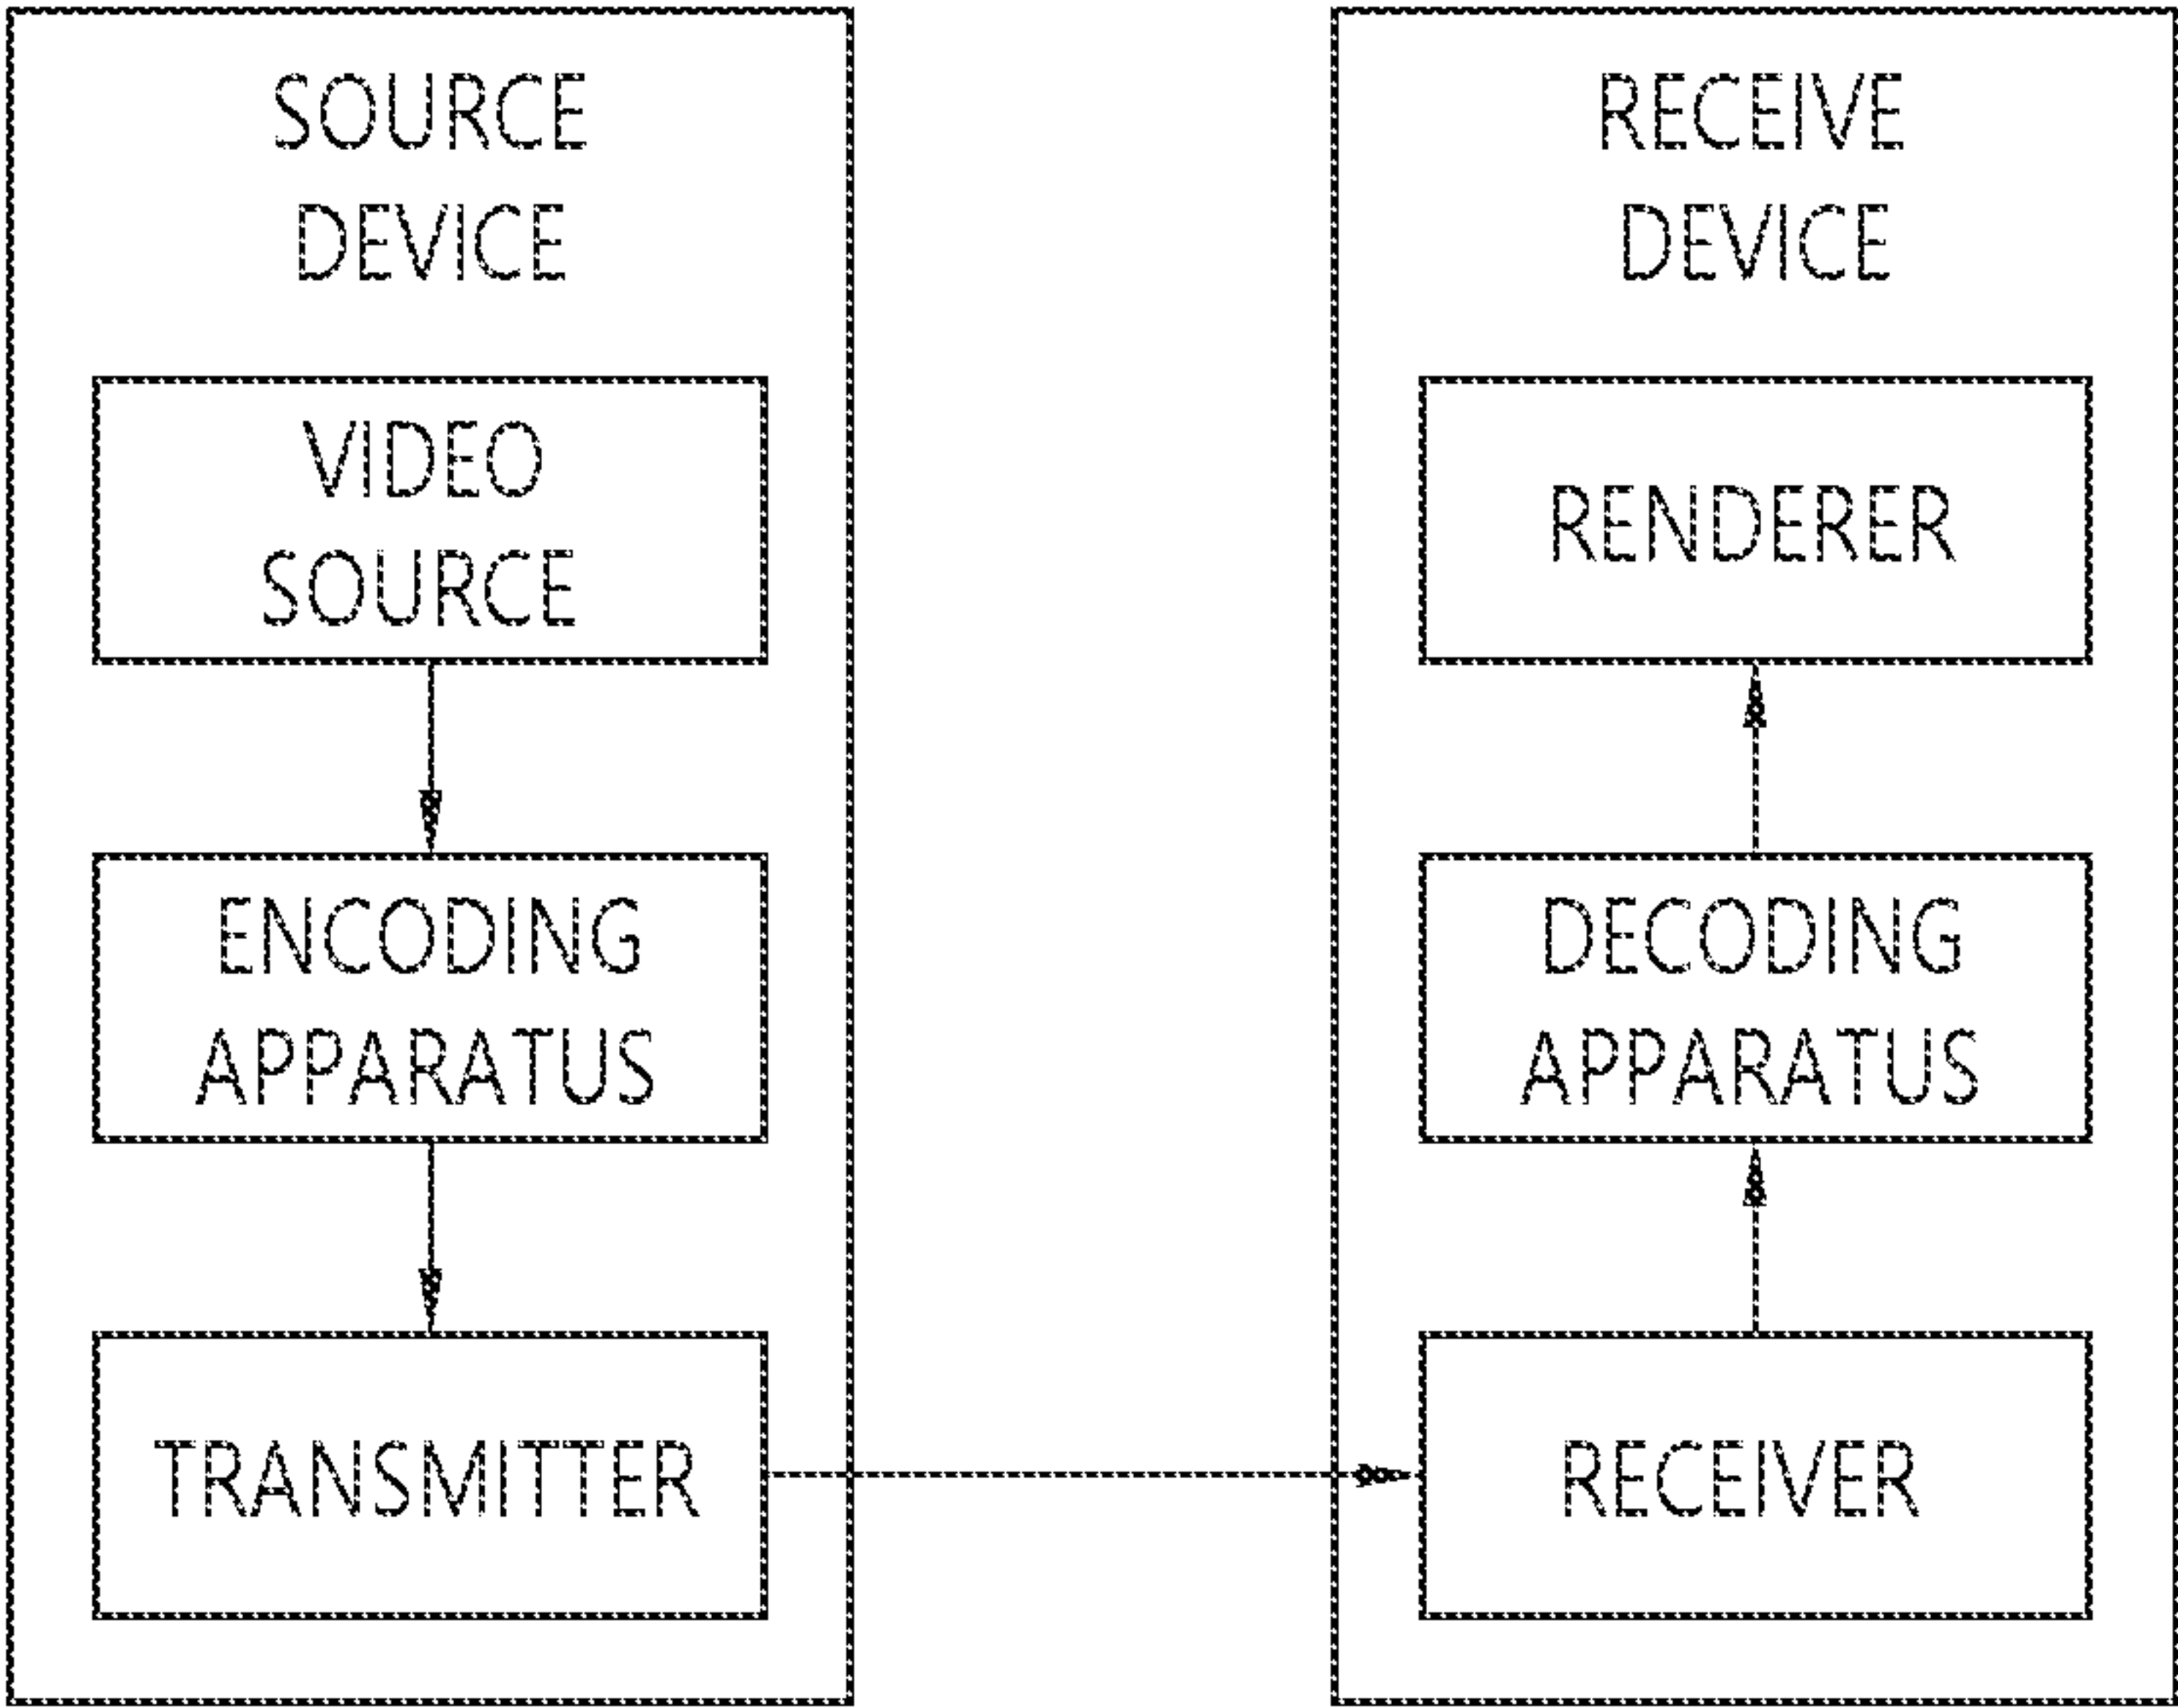 SOURCE
DEVICE
VIDEO
SOURCE
ENCODING
APPARATUS
TRANSMITTER
RECEIVE
DEVICE
RENDERER
DECODING
APPARATUS
RECEIVER